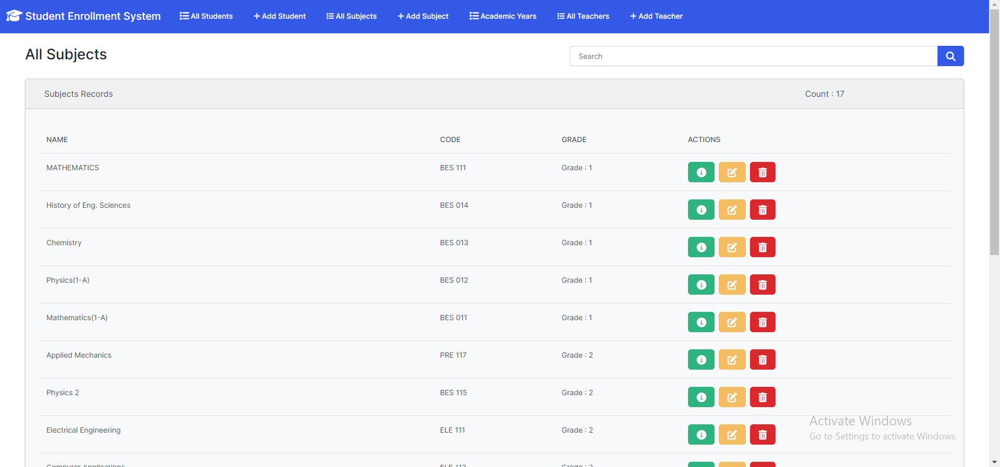 Student Enrollment System All Students + Add Student All Subjects + Add Subject Academic Years All Teachers + Add Teacher
All Subjects
Search
Subjects Records Count : 17
NAME CODE GRADE ACTIONS
MATHEMATICS BES 111 Grade : 1
History of Eng. Sciences BES 014 Grade : 1
Chemistry BES 013 Grade : 1
Physics(1-A) BES 012 Grade : 1
Mathematics(1-A) BES 011 Grade : 1
Applied Mechanics PRE 117 Grade : 2
Physics 2 BES 115 Grade : 2
Electrical Engineering ELE 111 Grade : 2
Activate Windows
Go to Settings to activate Windows.
Computer Applications